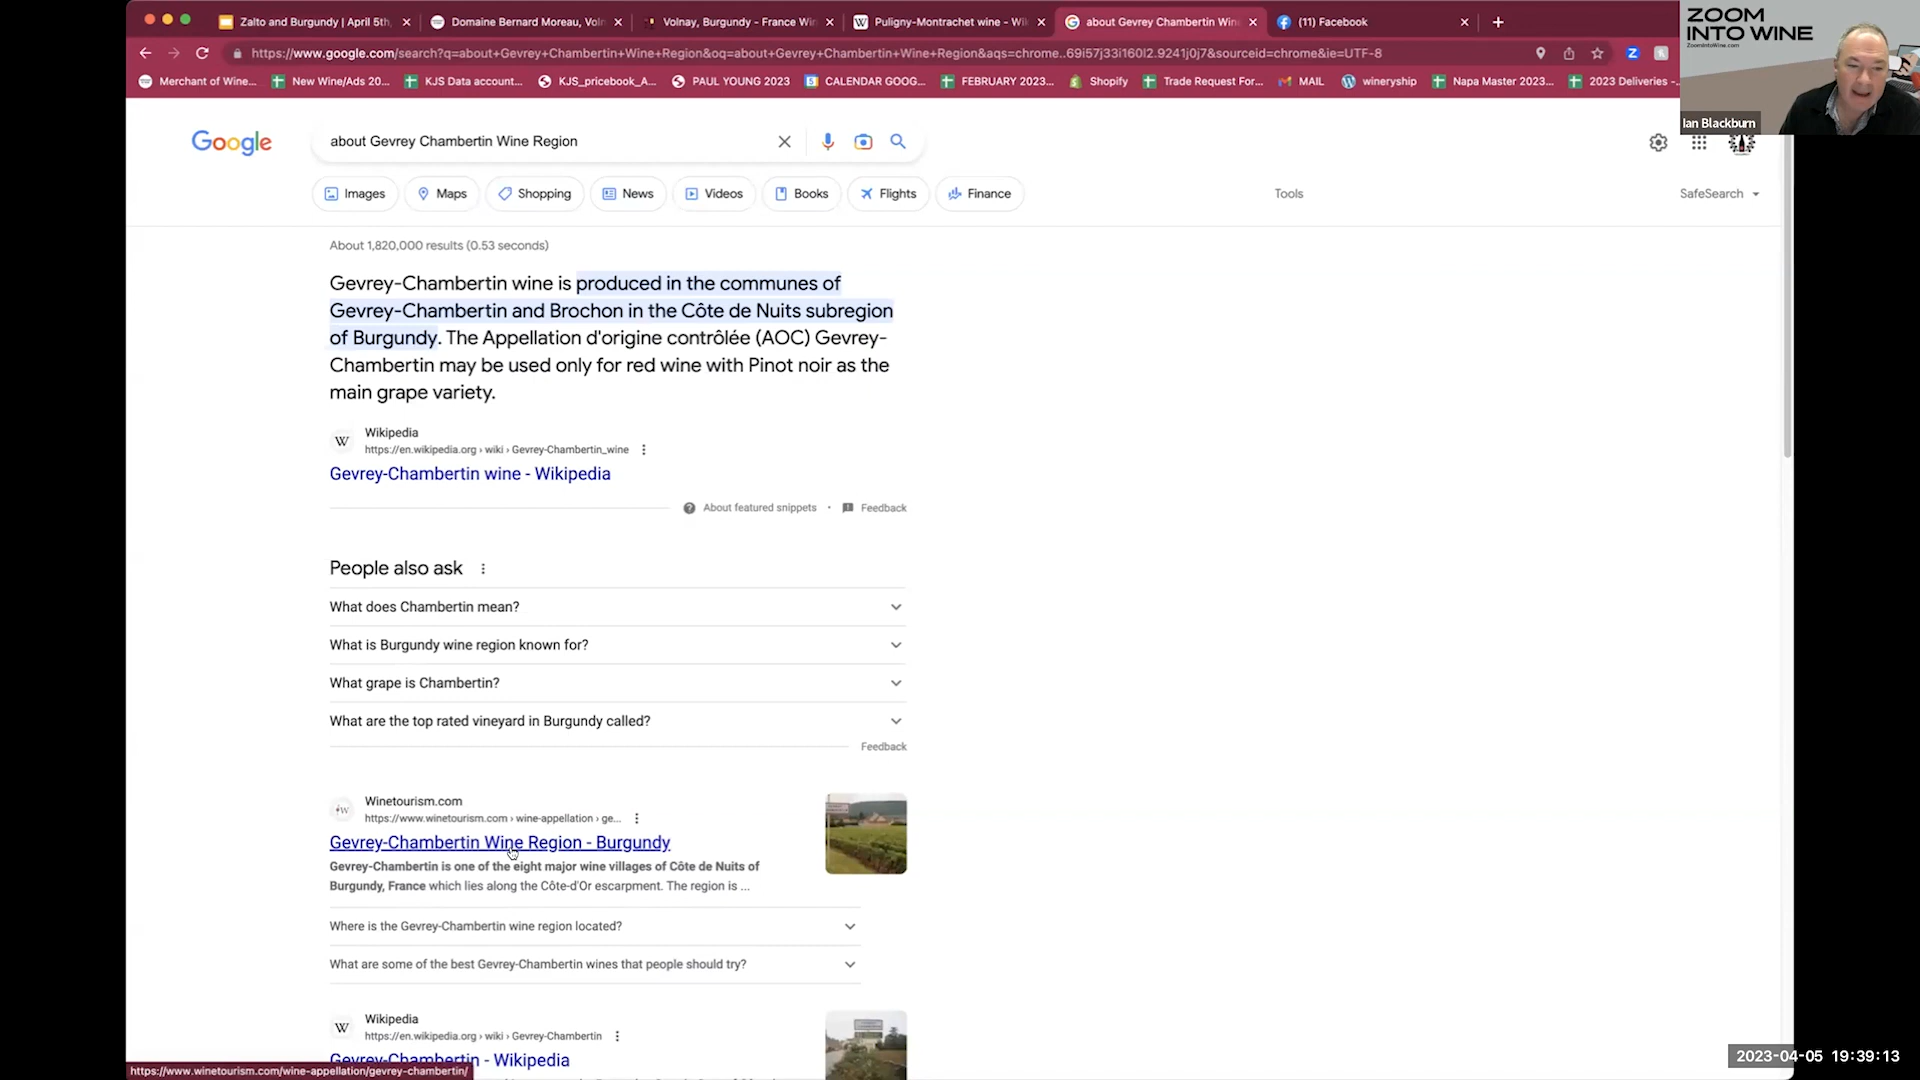 Zalto and Burgundy | April 5th,
Domaine Bernard Moreau, Voln
Volnay, Burgundy - France Win
Puligny-Montrachet wine - Wik
about Gevrey Chambertin Wine
(11) Facebook
https://www.google.com/search?q=about+Gevrey+Chambertin+Wine+Region&oq=about+Gevrey+Chambertin+Wine+Region&aqs=chrome..69i57j33i160l2.9241j0j7&sourceid=chrome&ie=UTF-8
Merchant of Wine...
New Wine/Ads 20...
KJS Data account...
KJS_pricebook_A...
PAUL YOUNG 2023
CALENDAR GOOG...
FEBRUARY 2023...
Shopify
Trade Request For...
MAIL
wineryship
Napa Master 2023...
2023 Deliveries -
ZOOM
INTO WINE
ZoomIntoWine.com
Ian Blackburn
Google
about Gevrey Chambertin Wine Region
Images
Maps
Shopping
News
Videos
Books
Flights
Finance
Tools
SafeSearch
About 1,820,000 results (0.53 seconds)
Gevrey-Chambertin wine is produced in the communes of
Gevrey-Chambertin and Brochon in the Côte de Nuits subregion
of Burgundy. The Appellation d'origine contrôlée (AOC) Gevrey-
Chambertin may be used only for red wine with Pinot noir as the
main grape variety.
W
Wikipedia
https://en.wikipedia.org › wiki › Gevrey-Chambertin_wine
Gevrey-Chambertin wine - Wikipedia
About featured snippets • Feedback
People also ask
What does Chambertin mean?
What is Burgundy wine region known for?
What grape is Chambertin?
What are the top rated vineyard in Burgundy called?
Feedback
Winetourism.com
https://www.winetourism.com › wine-appellation › ge...
Gevrey-Chambertin Wine Region - Burgundy
Gevrey-Chambertin is one of the eight major wine villages of Côte de Nuits of
Burgundy, France which lies along the Côte-d'Or escarpment. The region is ...
Where is the Gevrey-Chambertin wine region located?
What are some of the best Gevrey-Chambertin wines that people should try?
W
Wikipedia
https://en.wikipedia.org › wiki › Gevrey-Chambertin
Gevrey-Chambertin - Wikipedia
https://www.winetourism.com/wine-appellation/gevrey-chambertin/
2023-04-05 19:39:13